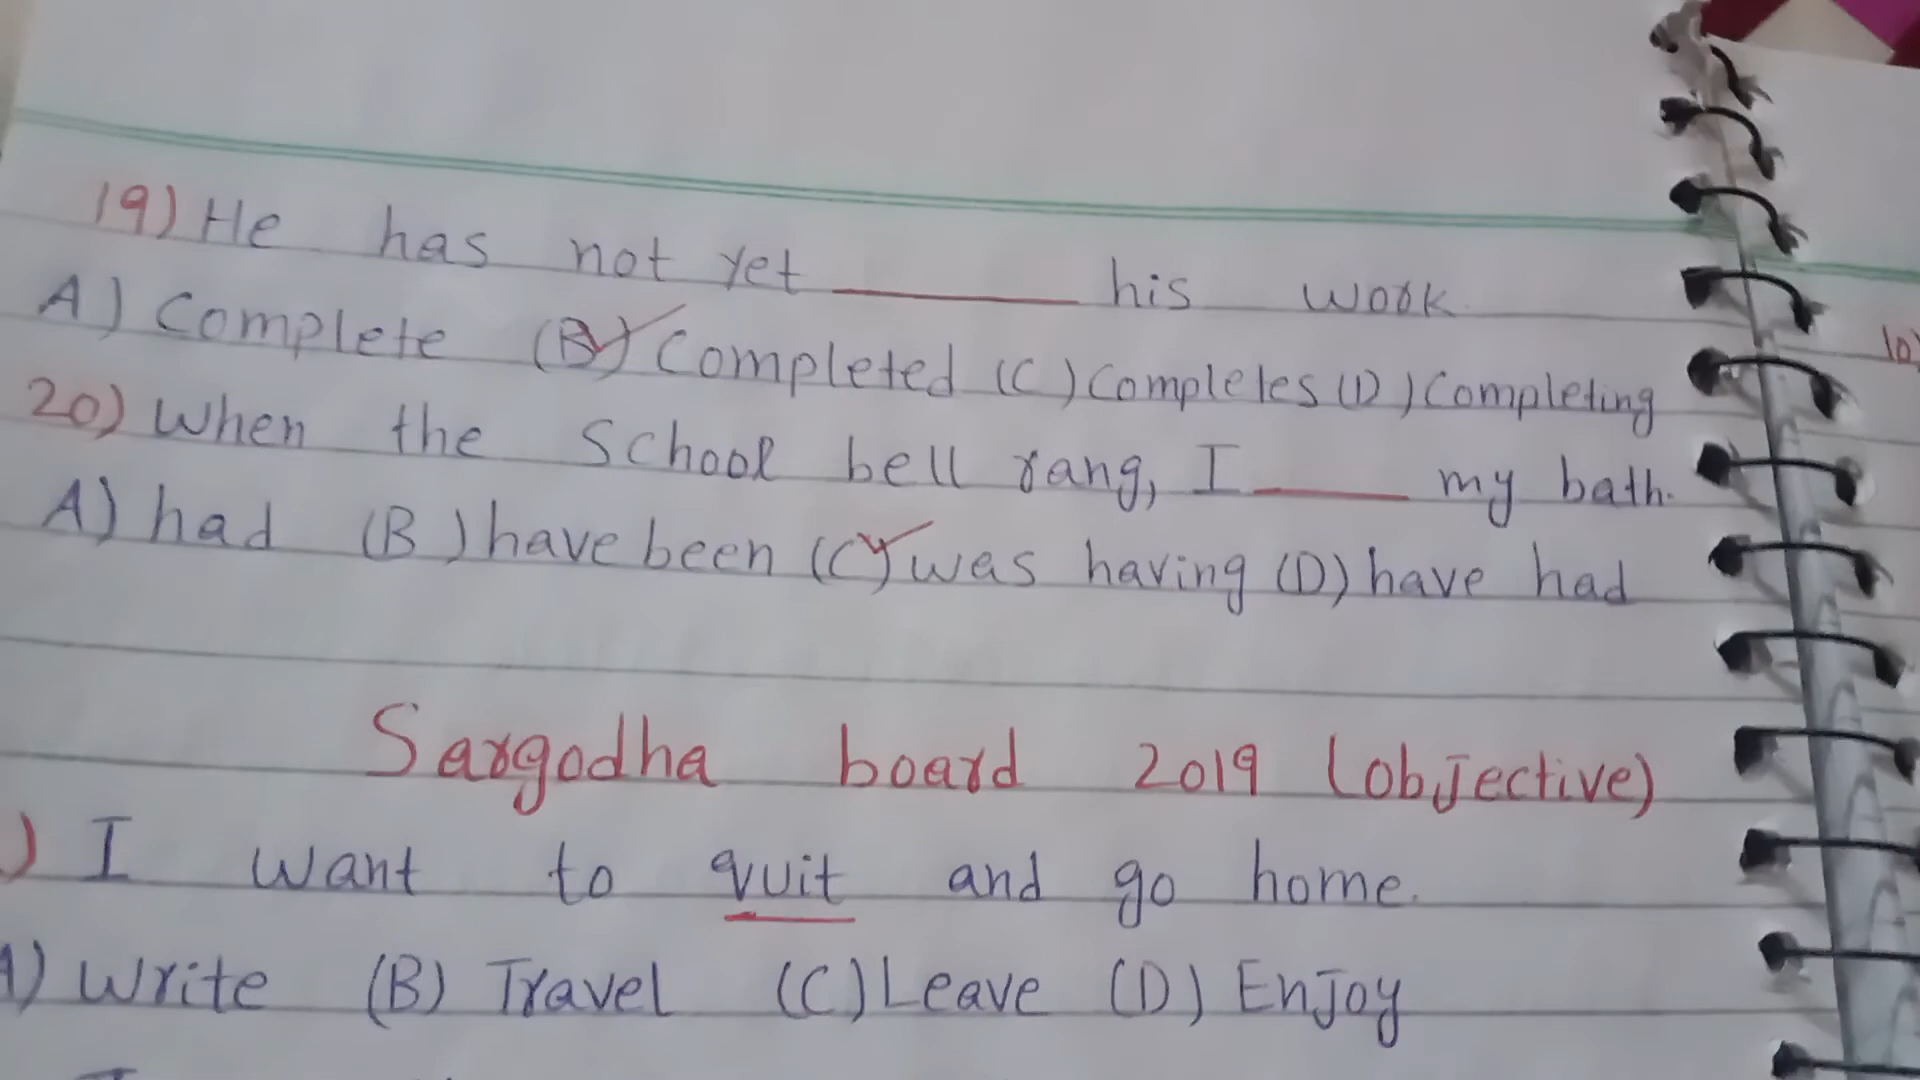 19) He has not yet ______ his work
A) Complete (B) Completed (C) Completes (D) Completing
20) When the School bell rang, I ______ my bath.
A) had (B) have been (C) was having (D) have had
Sargodha board 2019 (objective)
) I want to quit and go home.
A) Write (B) Travel (C) Leave (D) Enjoy
10)